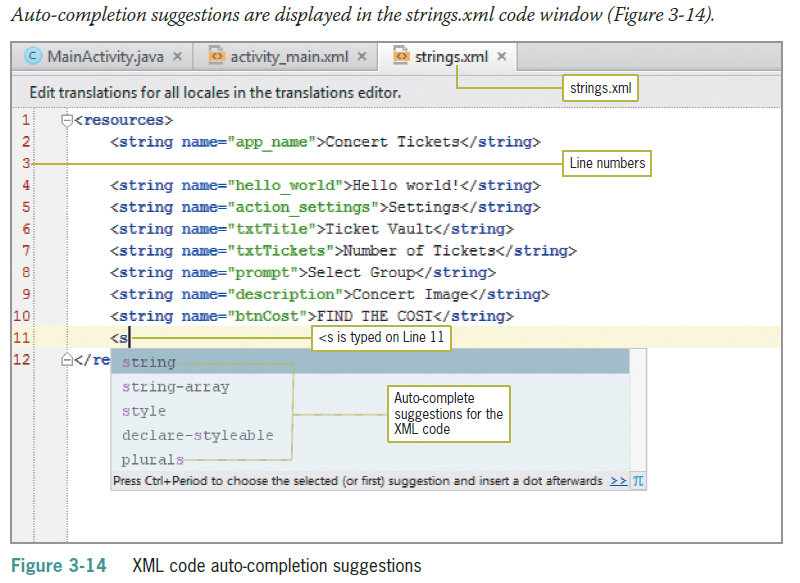 Auto-completion suggestions are displayed in the strings.xml code window (Figure 3-14).
MainActivity.java × activity_main.xml × strings.xml ×
Edit translations for all locales in the translations editor.
strings.xml
1 <resources>
2 <string name="app_name">Concert Tickets</string>
3
Line numbers
4 <string name="hello_world">Hello world!</string>
5 <string name="action_settings">Settings</string>
6 <string name="txtTitle">Ticket Vault</string>
7 <string name="txtTickets">Number of Tickets</string>
8 <string name="prompt">Select Group</string>
9 <string name="description">Concert Image</string>
10 <string name="btnCost">FIND THE COST</string>
11 <s
<s is typed on Line 11
12 </re
string
string-array
style
declare-styleable
plurals
Auto-complete
suggestions for the
XML code
Press Ctrl+Period to choose the selected (or first) suggestion and insert a dot afterwards >> π
Figure 3-14 XML code auto-completion suggestions